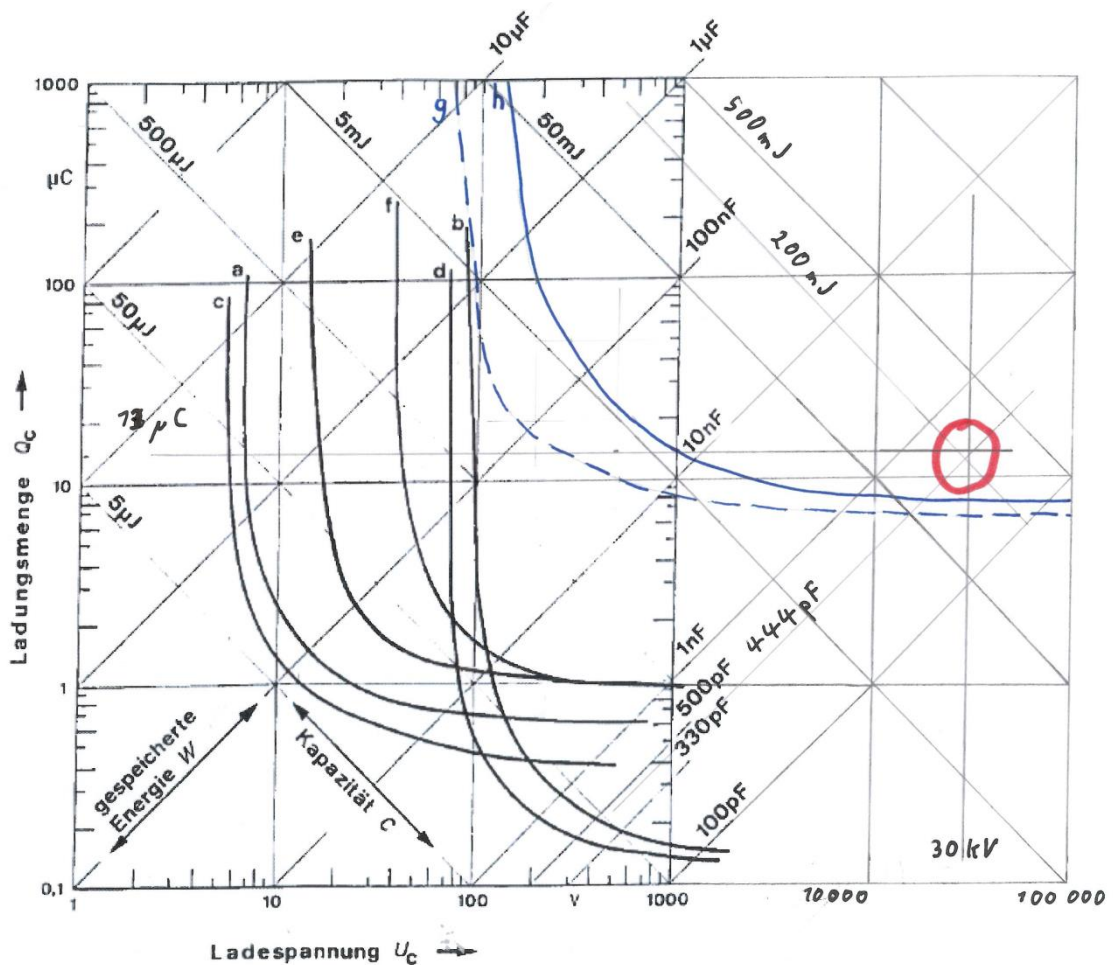 10µF
1µF
1000
g
h
500µJ
5mJ
50mJ
500mJ
µC
f
100nF
e
b
200mJ
a
d
100
c
50µJ
Ladungsmenge Qc
13 µC
10nF
10
5µJ
444pF
1nF
1
500pF
330pF
gespeicherte
Energie W
Kapazität C
100pF
30kV
0,1
1
10
100
V
1000
10000
100 000
Ladespannung Uc